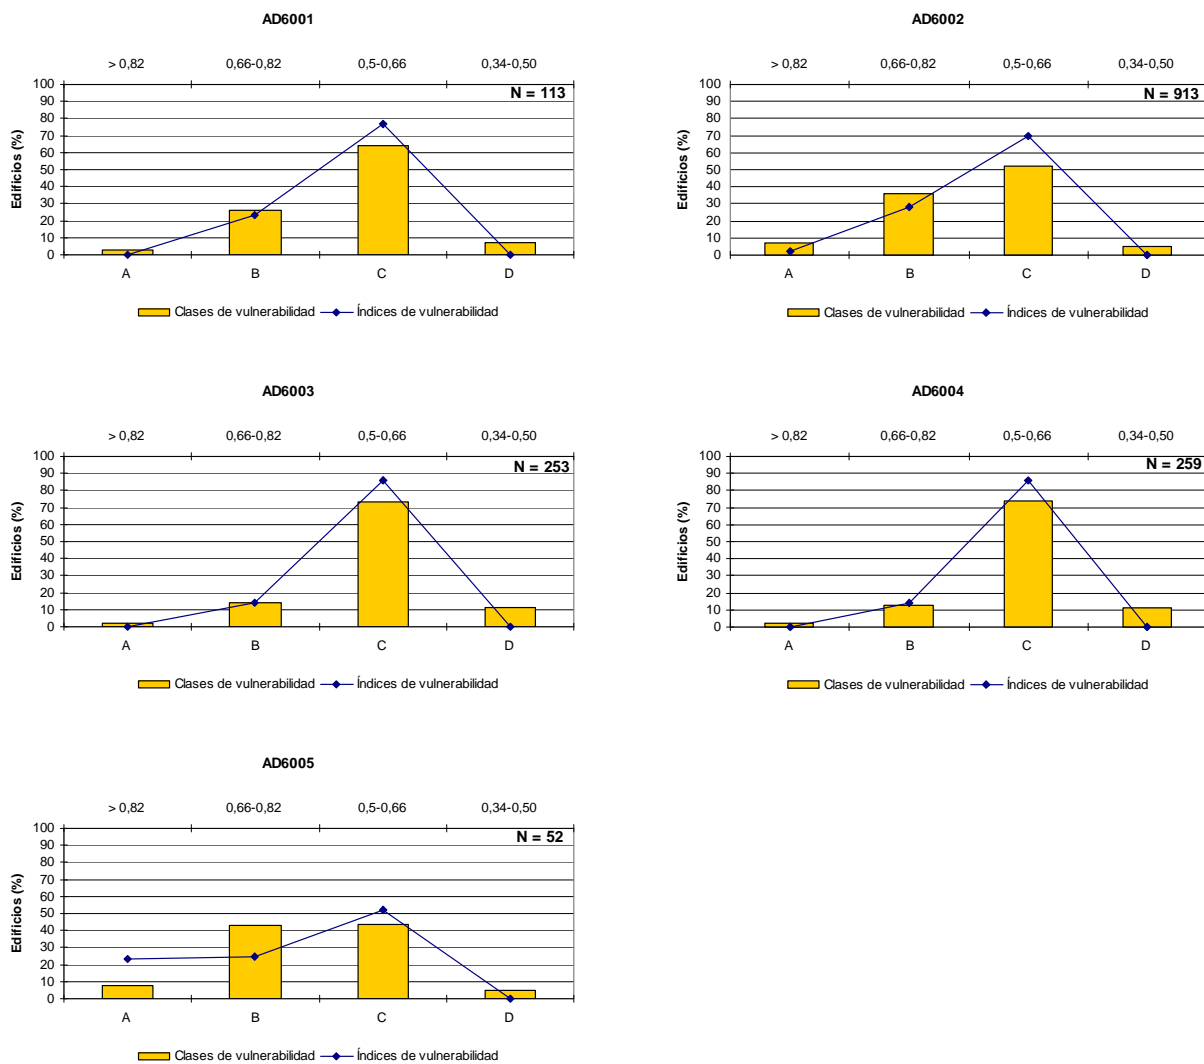 AD6001
> 0,82 0,66-0,82 0,5-0,66 0,34-0,50
N = 113
Edificios (%)
100
90
80
70
60
50
40
30
20
10
0
A B C D
Clases de vulnerabilidad Índices de vulnerabilidad
AD6002
> 0,82 0,66-0,82 0,5-0,66 0,34-0,50
N = 913
Edificios (%)
100
90
80
70
60
50
40
30
20
10
0
A B C D
Clases de vulnerabilidad Índices de vulnerabilidad
AD6003
> 0,82 0,66-0,82 0,5-0,66 0,34-0,50
N = 253
Edificios (%)
100
90
80
70
60
50
40
30
20
10
0
A B C D
Clases de vulnerabilidad Índices de vulnerabilidad
AD6004
> 0,82 0,66-0,82 0,5-0,66 0,34-0,50
N = 259
Edificios (%)
100
90
80
70
60
50
40
30
20
10
0
A B C D
Clases de vulnerabilidad Índices de vulnerabilidad
AD6005
> 0,82 0,66-0,82 0,5-0,66 0,34-0,50
N = 52
Edificios (%)
100
90
80
70
60
50
40
30
20
10
0
A B C D
Clases de vulnerabilidad Índices de vulnerabilidad